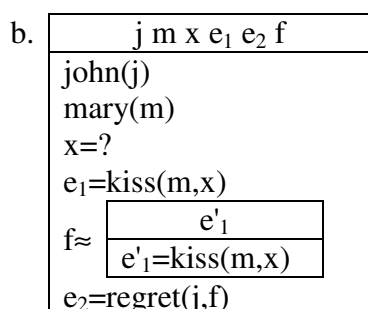 b.
j m x e₁ e₂ f
john(j)
mary(m)
x=?
e₁=kiss(m,x)
f≈
e'₁
e'₁=kiss(m,x)
e₂=regret(j,f)